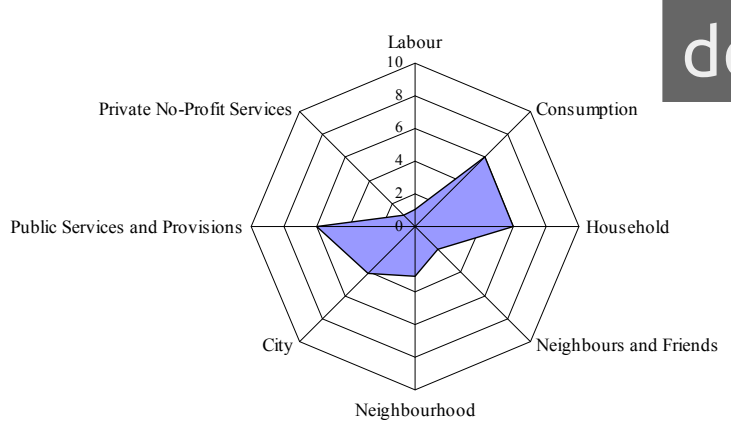 Labour
10
Private No-Profit Services
8
Consumption
6
4
2
Public Services and Provisions
0
Household
City
Neighbours and Friends
Neighbourhood